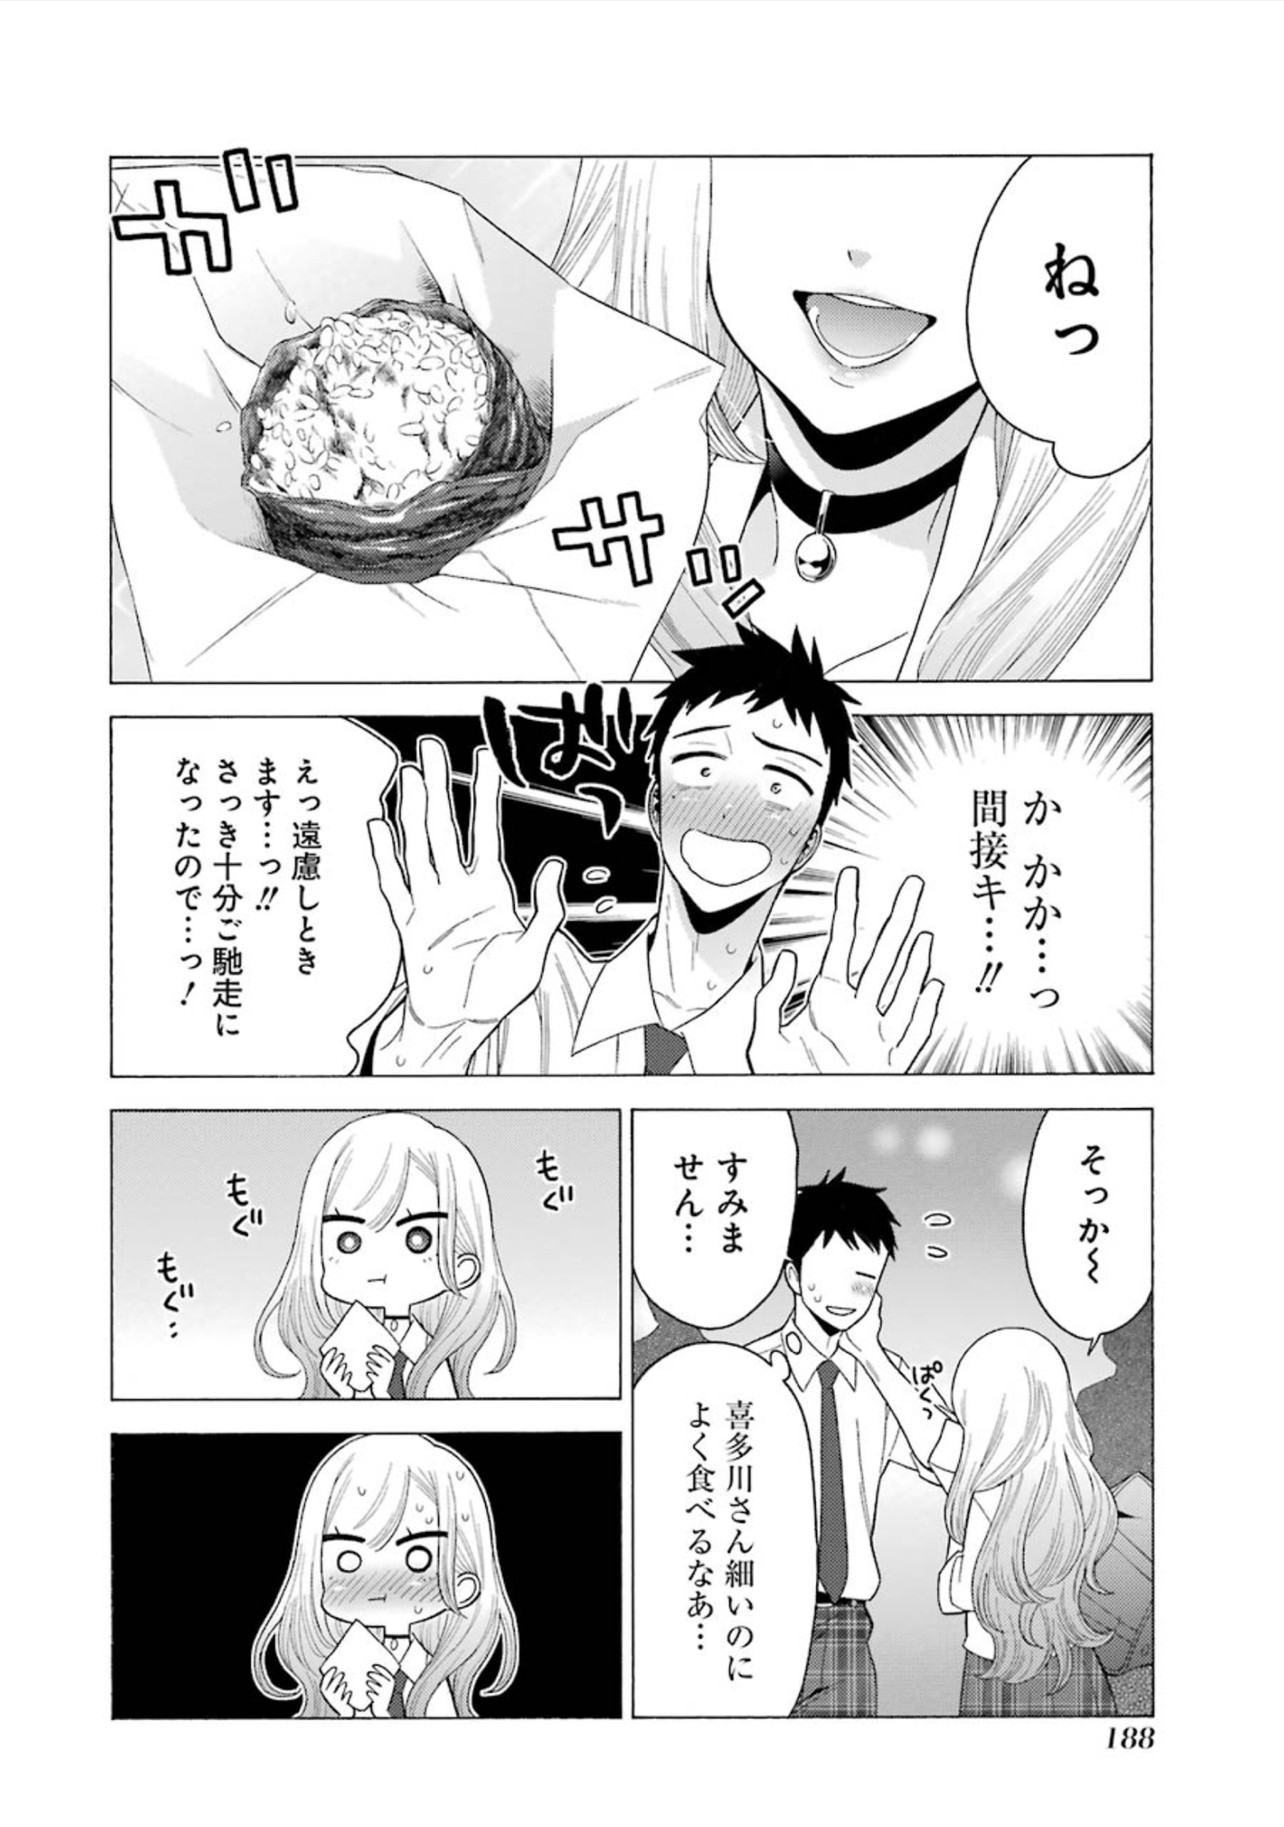 ねっ
ガガ
ザザ
か かか…っ
間接キ…!!
ばっ
えっ遠慮しとき
ます…っ!!
さっき十分ご馳走に
なったので…っ!
そっか〜
すみま
せん…
ぱくっ
喜多川さん細いのに
よく食べるなあ…
もぐ
もぐ
もぐ…
188